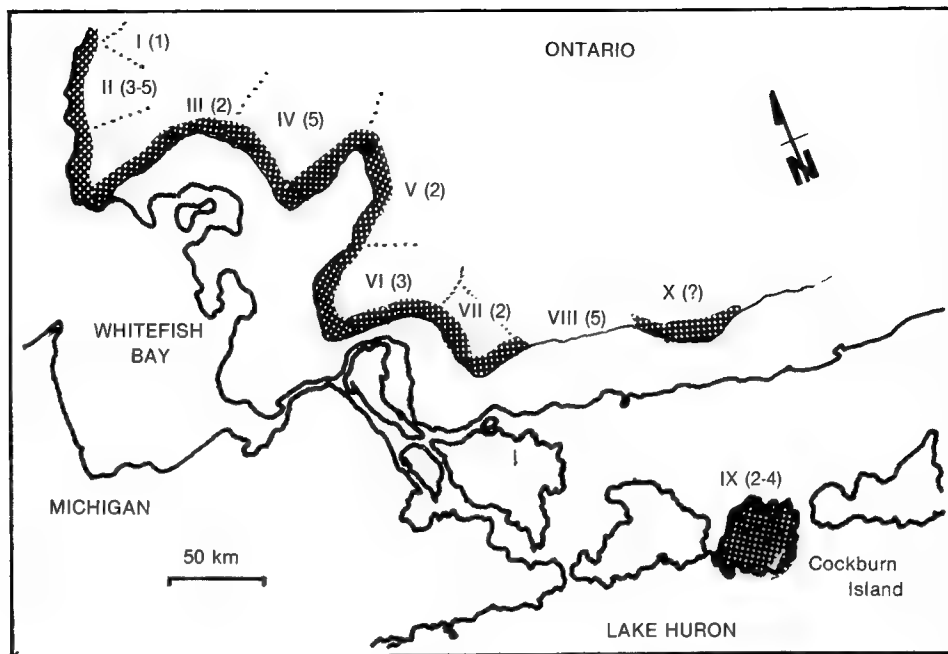 I (1)
ONTARIO
II (3-5)
III (2)
IV (5)
N
V (2)
VI (3)
VII (2)
VIII (5)
X (?)
WHITEFISH
BAY
IX (2-4)
MICHIGAN
50 km
Cockburn
Island
LAKE HURON